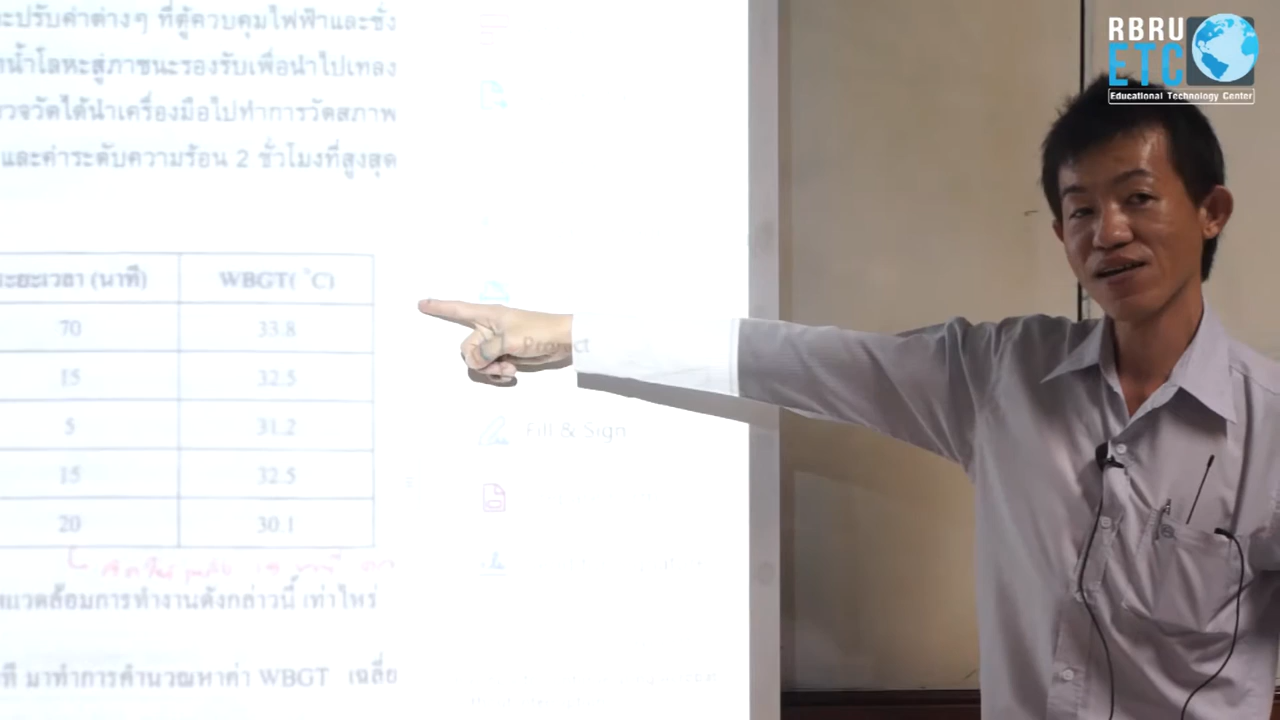 ะปรับค่าต่างๆ ที่ตู้ควบคุมไฟฟ้าและชั่ง
น้ำโลหะสู่ภาชนะรองรับเพื่อนำไปเทลง
วจวัดได้นำเครื่องมือไปทำการวัดสภาพ
และค่าระดับความร้อน 2 ชั่วโมงที่สูงสุด
ระยะเวลา (นาที) WBGT( °C)
70 33.8
15 32.5
5 31.2
15 32.5
20 30.1
สแวดล้อมการทำงานดังกล่าวนี้ เท่าไหร่
ที มาทำการคำนวณหาค่า WBGT เฉลี่ย
Protect
Fill & Sign
RBRU
ETC
Educational Technology Center